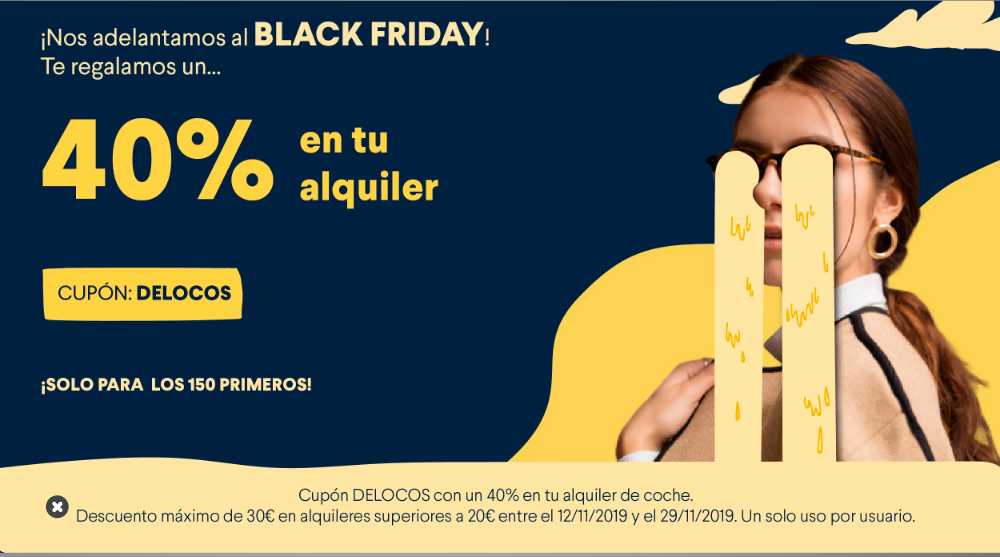 ¡Nos adelantamos al BLACK FRIDAY!
Te regalamos un...
40% en tu
alquiler
CUPÓN: DELOCOS
¡SOLO PARA LOS 150 PRIMEROS!
Cupón DELOCOS con un 40% en tu alquiler de coche.
Descuento máximo de 30€ en alquileres superiores a 20€ entre el 12/11/2019 y el 29/11/2019. Un solo uso por usuario.